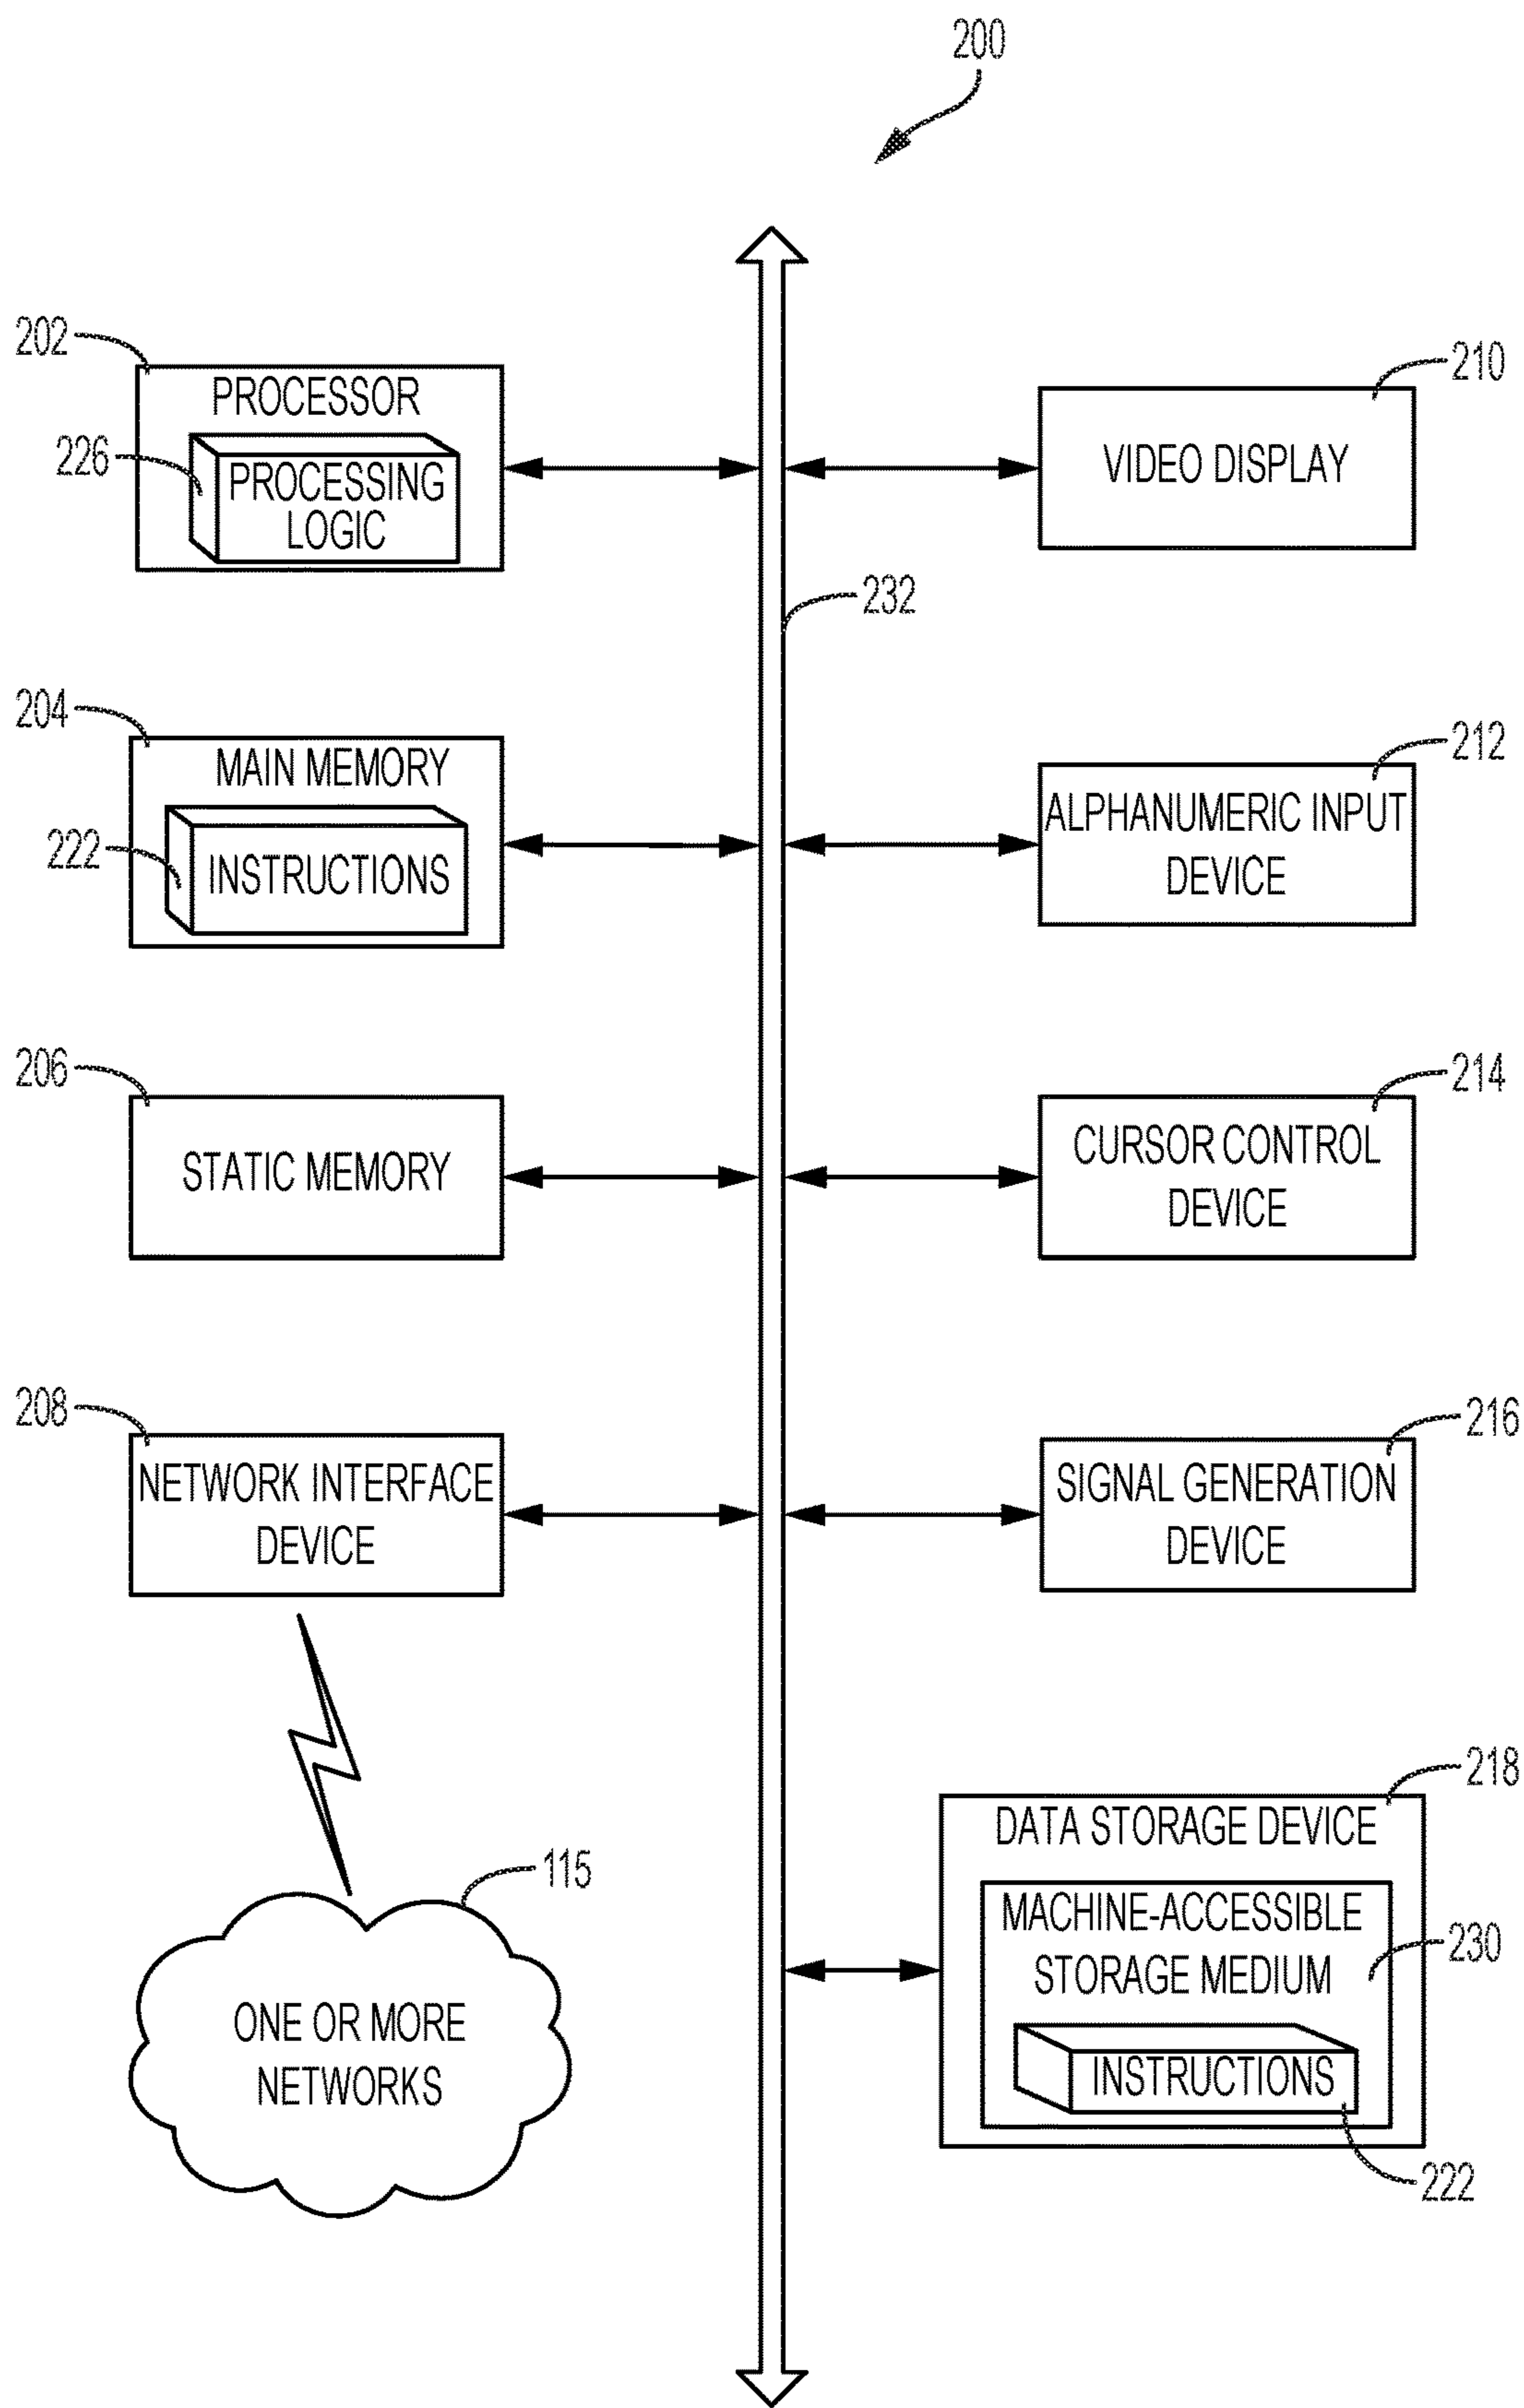 200
202
PROCESSOR
226
PROCESSING
LOGIC
210
VIDEO DISPLAY
232
204
MAIN MEMORY
222
INSTRUCTIONS
212
ALPHANUMERIC INPUT
DEVICE
206
STATIC MEMORY
214
CURSOR CONTROL
DEVICE
208
NETWORK INTERFACE
DEVICE
216
SIGNAL GENERATION
DEVICE
115
ONE OR MORE
NETWORKS
218
DATA STORAGE DEVICE
MACHINE-ACCESSIBLE
STORAGE MEDIUM
230
INSTRUCTIONS
222